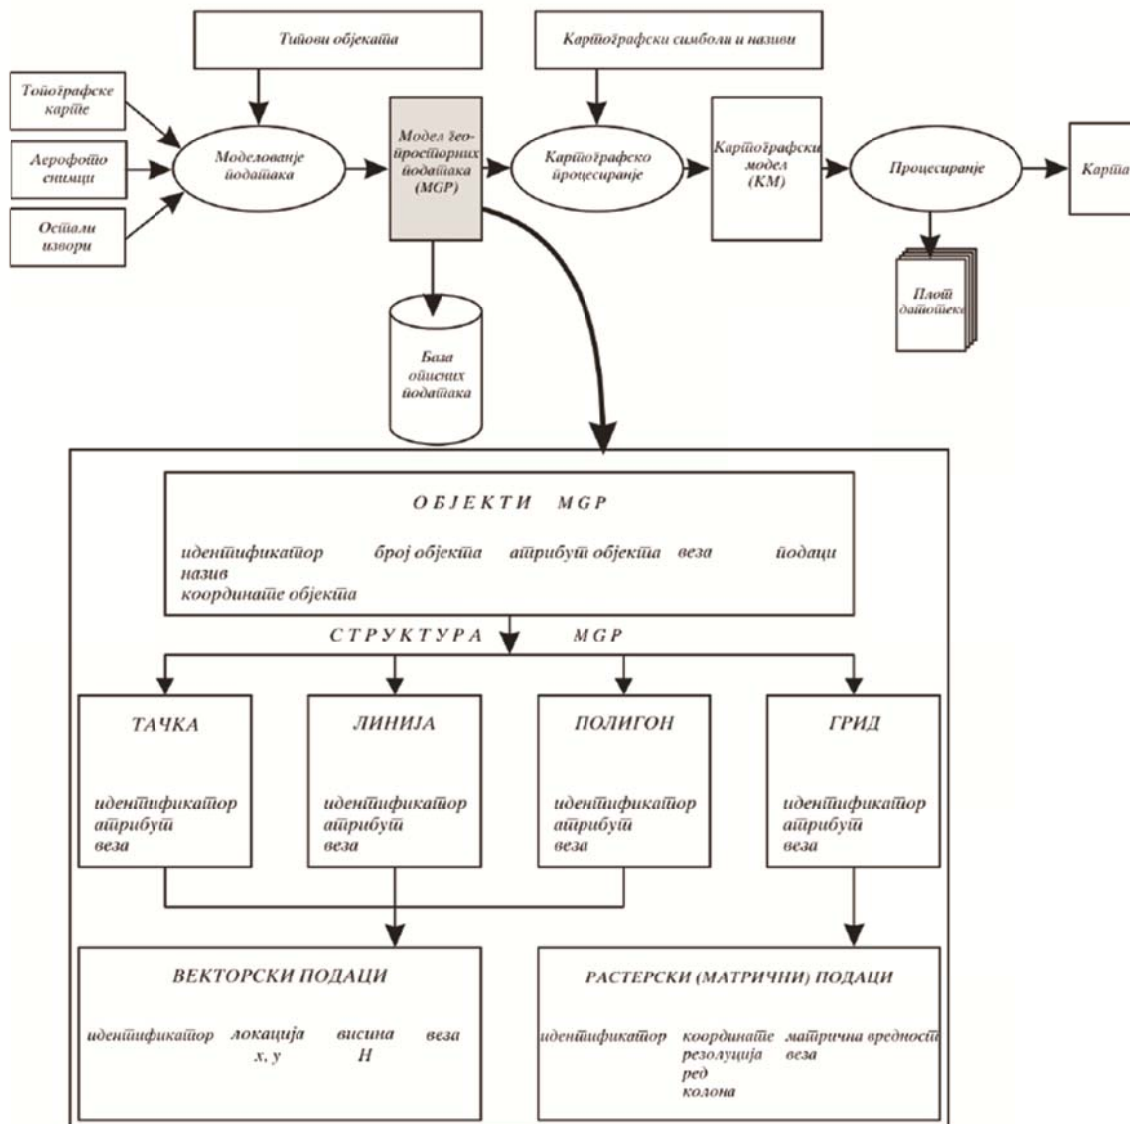 Типови објеката
Картографски симболи и називи
Топографске
карте
Аерофото
снимци
Остали
извори
Моделовање
података
Модел гео-
просторних
података
(MGP)
Картографско
процесирање
Картографски
модел
(KM)
Процесирање
Карта
Плот
датотека
База
описних
података
ОБЈЕКТИ MGP
идентификатор број објекта атрибут објекта веза подаци
назив
координате објекта
СТРУКТУРА MGP
ТАЧКА
идентификатор
атрибут
веза
ЛИНИЈА
идентификатор
атрибут
веза
ПОЛИГОН
идентификатор
атрибут
веза
ГРИД
идентификатор
атрибут
веза
ВЕКТОРСКИ ПОДАЦИ
идентификатор локација висина веза
x, y H
РАСТЕРСКИ (МАТРИЧНИ) ПОДАЦИ
идентификатор координате матрична вредност
резолуција веза
ред
колона